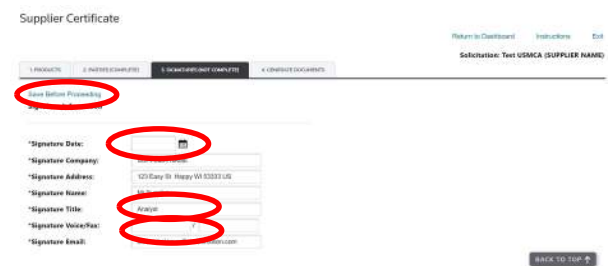 Supplier Certificate
Return to Dashboard Instructions Exit
Solicitation: Test USMCA (SUPPLIER NAME)
1. PRODUCTS 2. PARTIES (COMPLETE) 3. SIGNATURES (NOT COMPLETE) 4. GENERATE DOCUMENTS
Save Before Proceeding
*Signature Date:
*Signature Company:
*Signature Address: 123 Easy St Happy WI 53333 US
*Signature Name:
*Signature Title: Analyst
*Signature Voice/Fax: /
*Signature Email:
BACK TO TOP